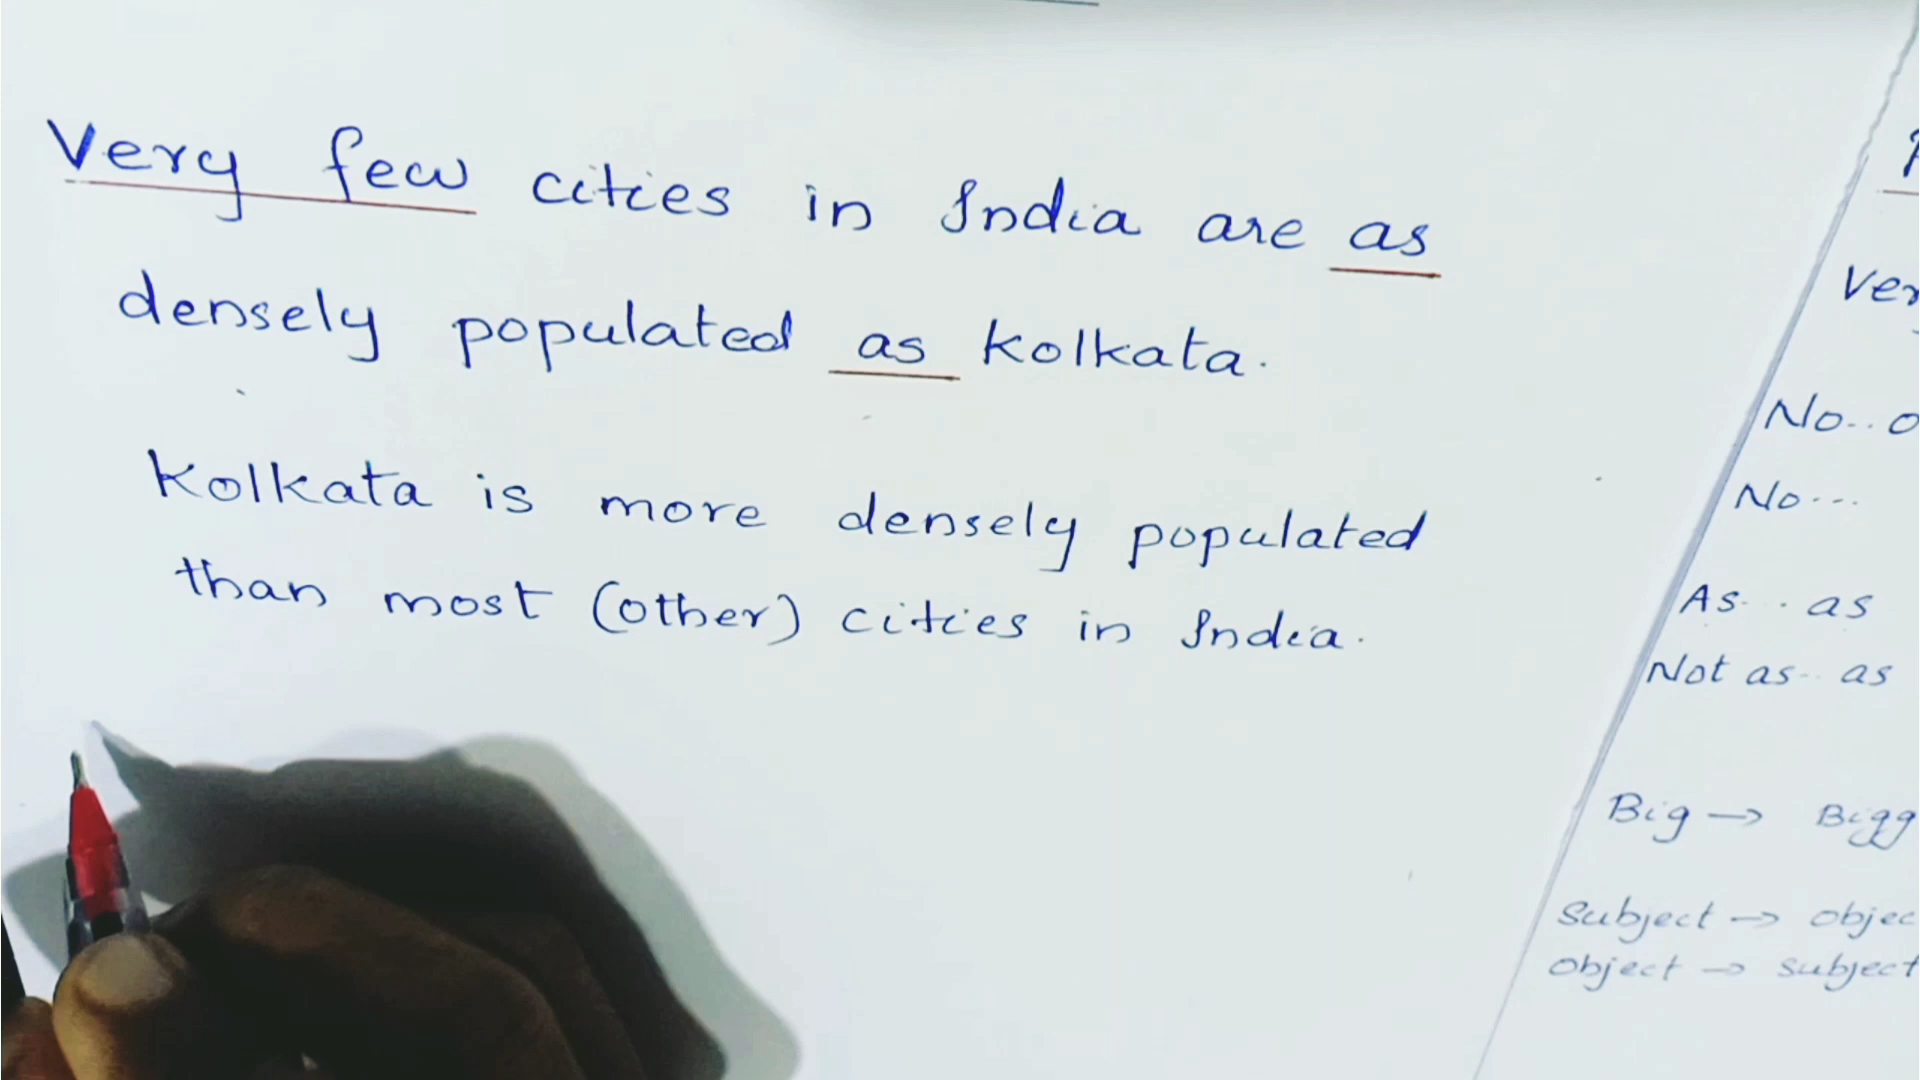 Very few cities in India are as
densely populated as Kolkata.
Kolkata is more densely populated
than most (other) cities in India.
No...
No...
As... as
Not as.. as
Big →
Subject →
Object → Subject